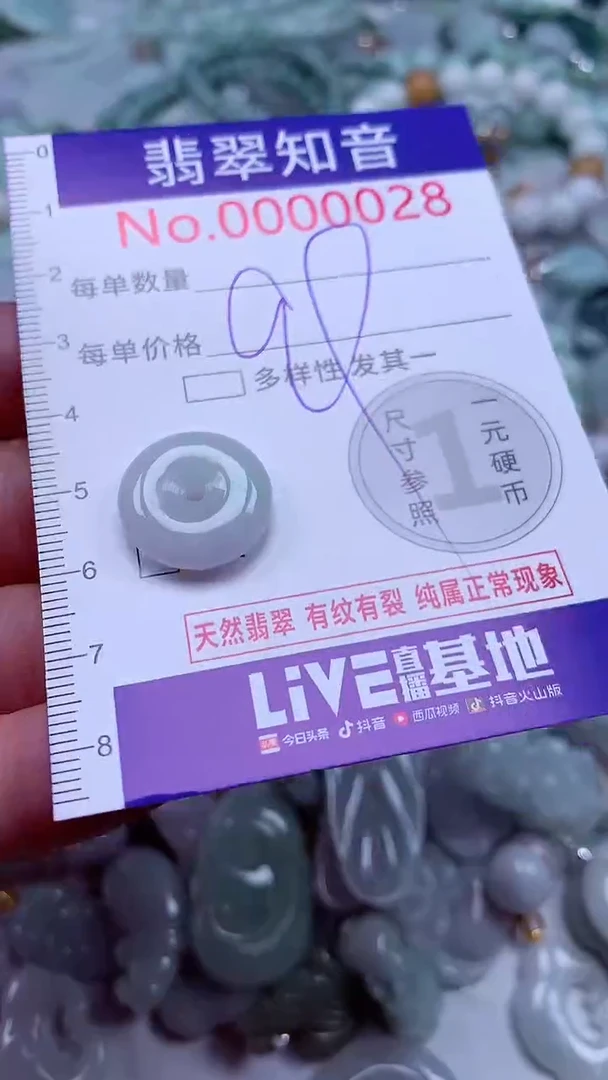 翡翠知音
No.0000028
每单数量
每单价格
98
多样性 发其一
一元硬币
1
尺寸参照
天然翡翠 有纹有裂 纯属正常现象
LiVE直播基地
头条 今日头条 抖音 西瓜视频 抖音火山版
0
1
2
3
4
5
6
7
8